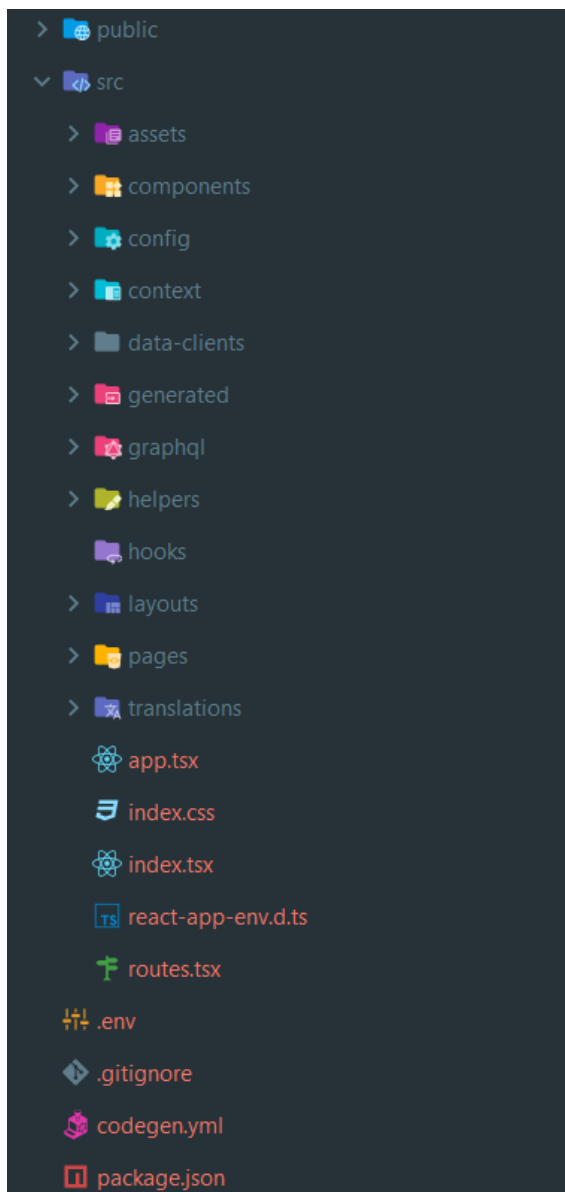 public
src
assets
components
config
context
data-clients
generated
graphql
helpers
hooks
layouts
pages
translations
app.tsx
index.css
index.tsx
TS react-app-env.d.ts
routes.tsx
.env
.gitignore
codegen.yml
package.json